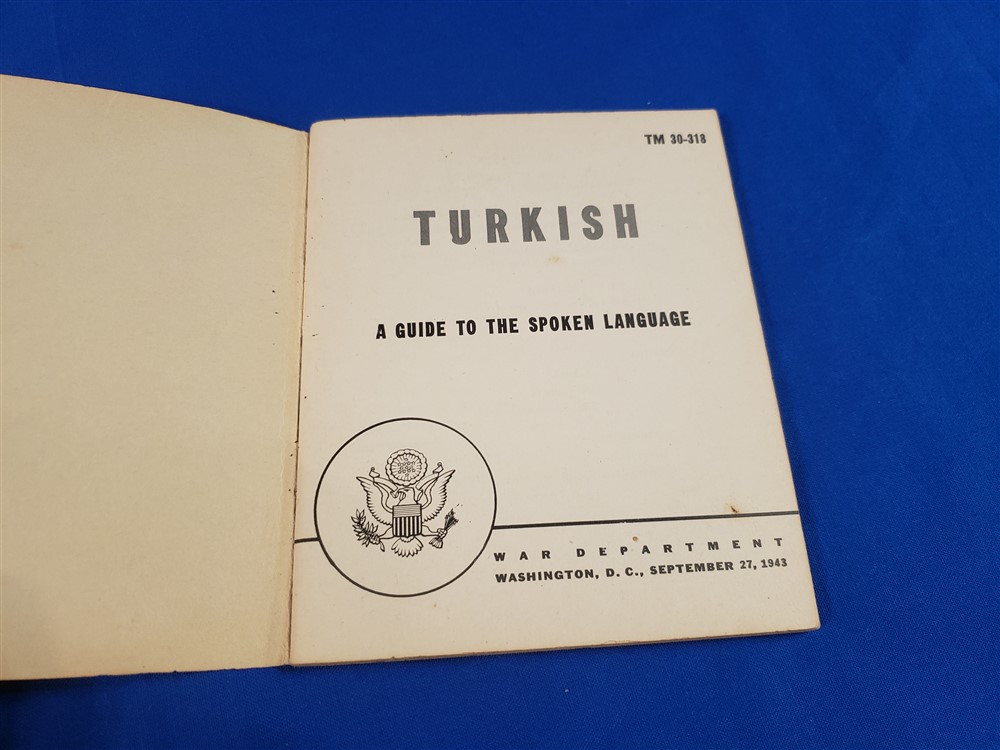 TM 30-318
TURKISH
A GUIDE TO THE SPOKEN LANGUAGE
WAR DEPARTMENT
WASHINGTON, D. C., SEPTEMBER 27, 1943